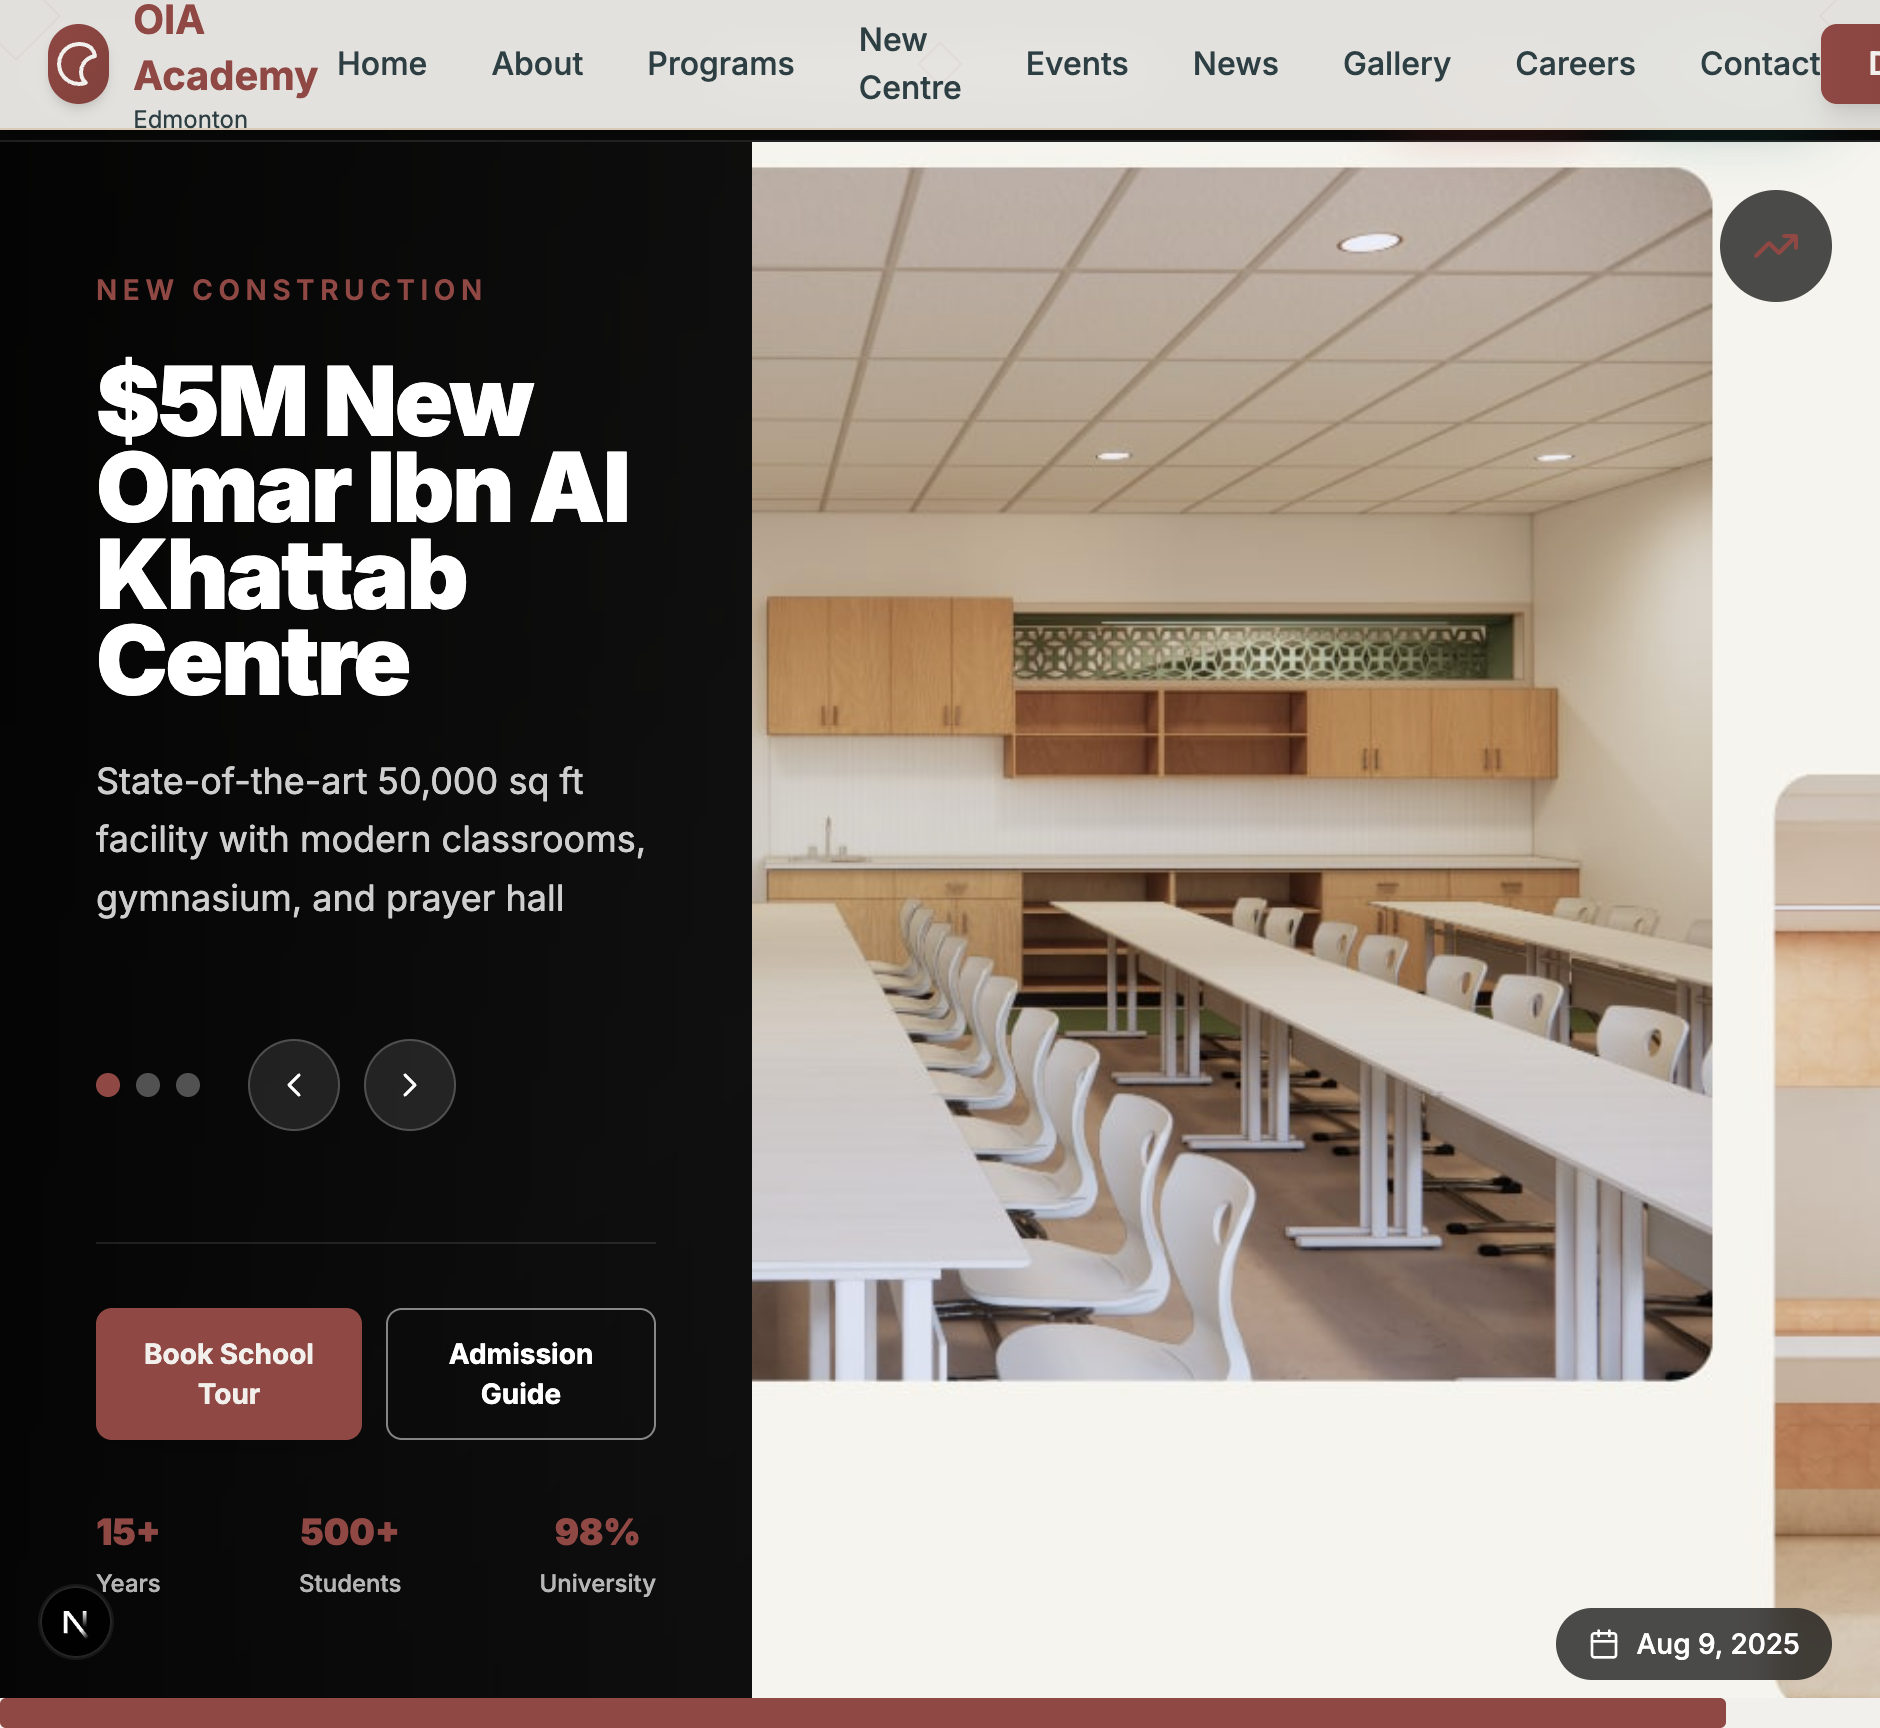 OIA
Academy
Edmonton
Home
About
Programs
New
Centre
Events
News
Gallery
Careers
Contact
NEW CONSTRUCTION
$5M New
Omar Ibn Al
Khattab
Centre
State-of-the-art 50,000 sq ft
facility with modern classrooms,
gymnasium, and prayer hall
Book School
Tour
Admission
Guide
15+
Years
500+
Students
98%
University
N
Aug 9, 2025